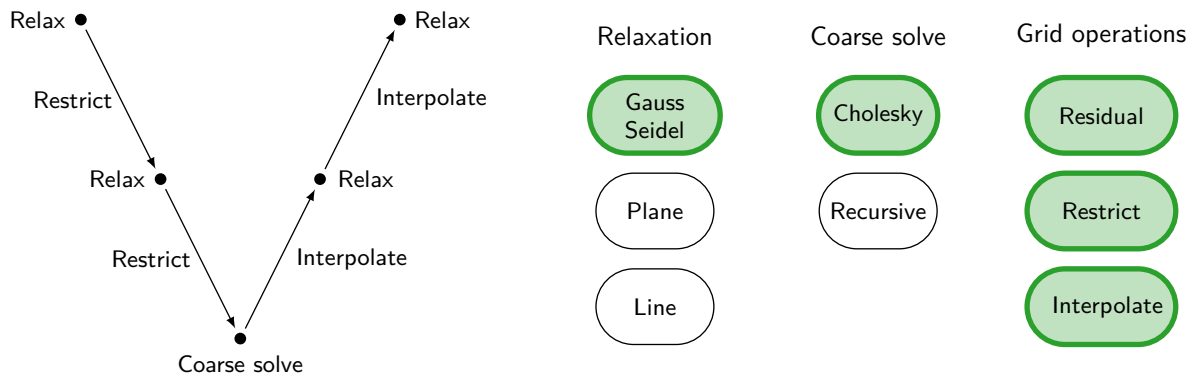 Relax
Relax
Restrict
Interpolate
Relax
Relax
Restrict
Interpolate
Coarse solve
Relaxation
Coarse solve
Grid operations
Gauss
Seidel
Cholesky
Residual
Plane
Recursive
Restrict
Line
Interpolate